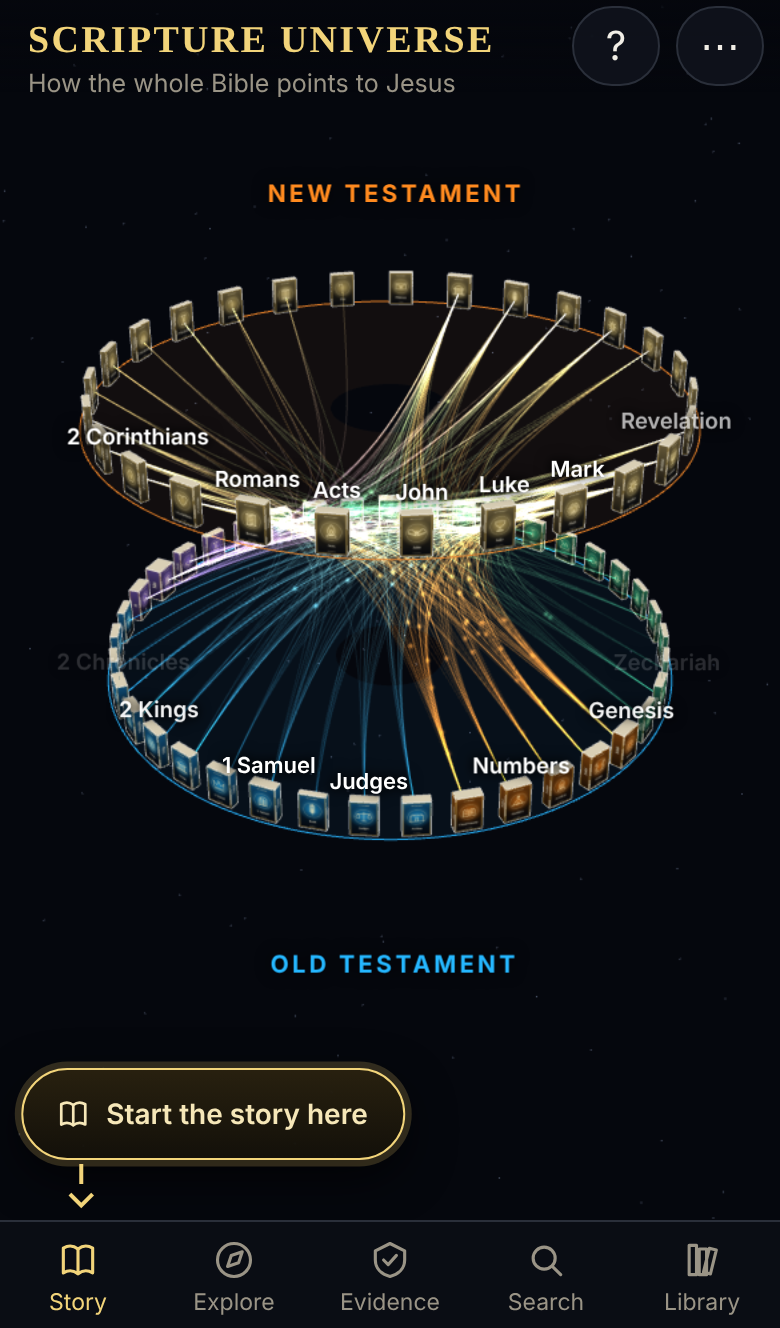 SCRIPTURE UNIVERSE
How the whole Bible points to Jesus
?
NEW TESTAMENT
Revelation
2 Corinthians
Romans
Acts
John
Luke
Mark
2 Chronicles
Zechariah
2 Kings
Genesis
1 Samuel
Judges
Numbers
OLD TESTAMENT
Start the story here
Story
Explore
Evidence
Search
Library